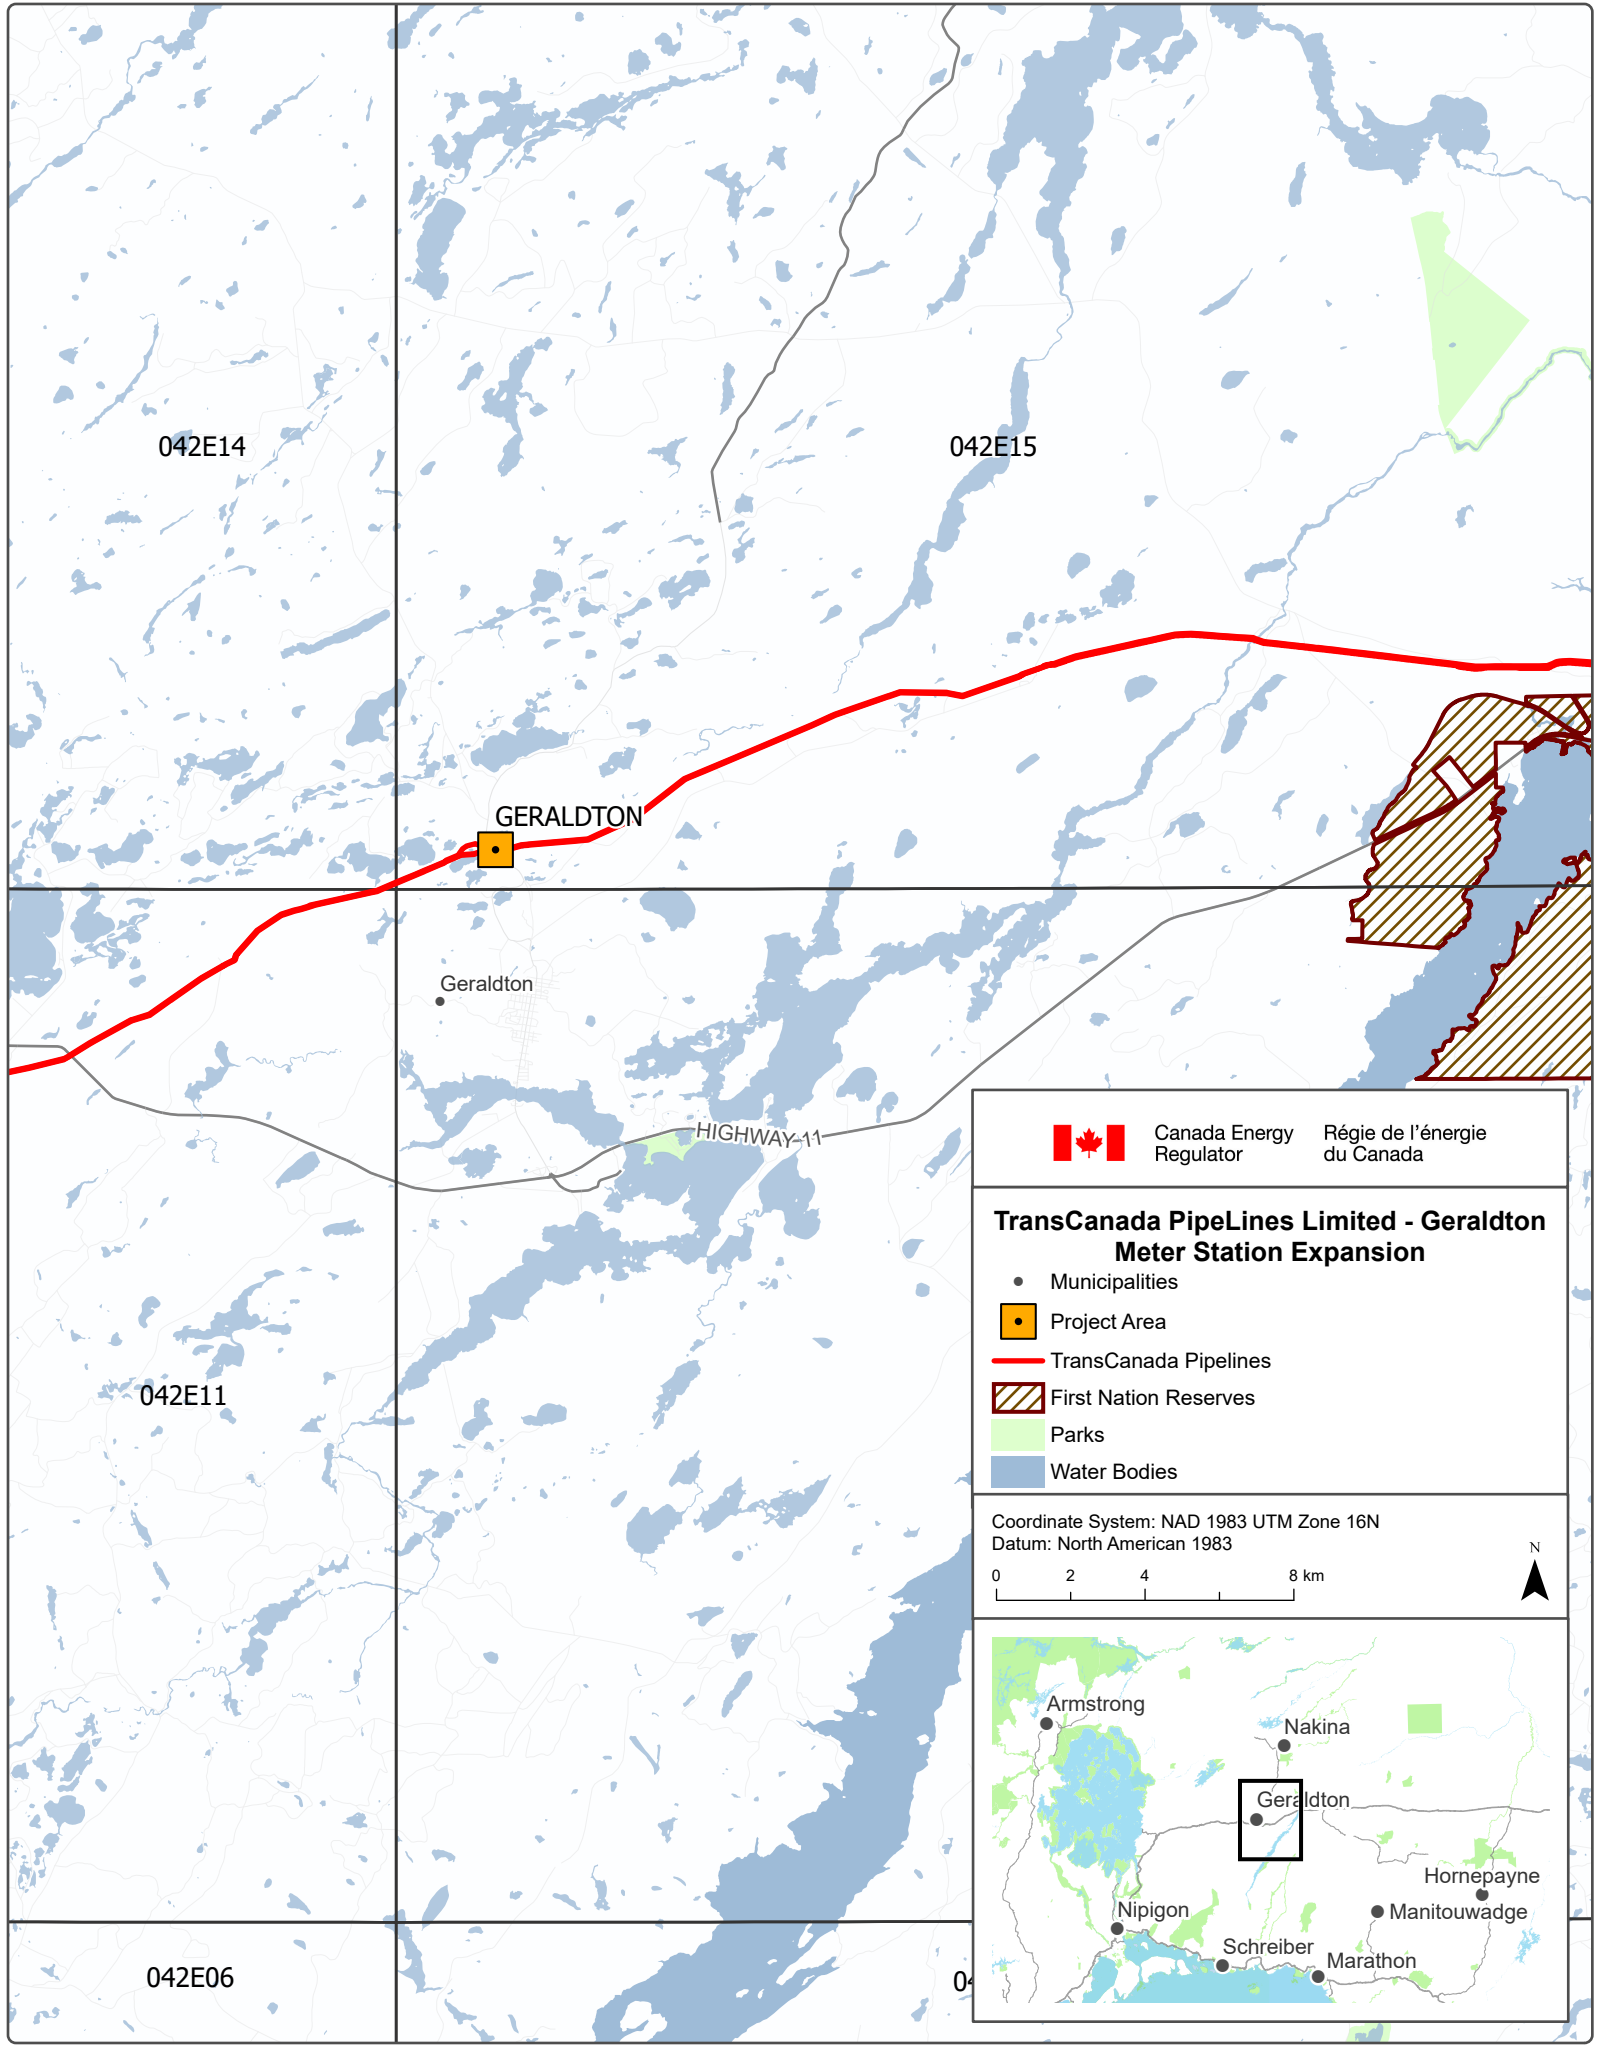 042E14
042E15
GERALDTON
Geraldton
HIGHWAY 11
042E11
042E06
Canada Energy
Regulator
Régie de l'énergie
du Canada
TransCanada PipeLines Limited - Geraldton
Meter Station Expansion
Municipalities
Project Area
TransCanada Pipelines
First Nation Reserves
Parks
Water Bodies
Coordinate System: NAD 1983 UTM Zone 16N
Datum: North American 1983
N
0 2 4 8 km
Armstrong
Nakina
Geraldton
Hornepayne
Nipigon
Manitouwadge
Schreiber
Marathon